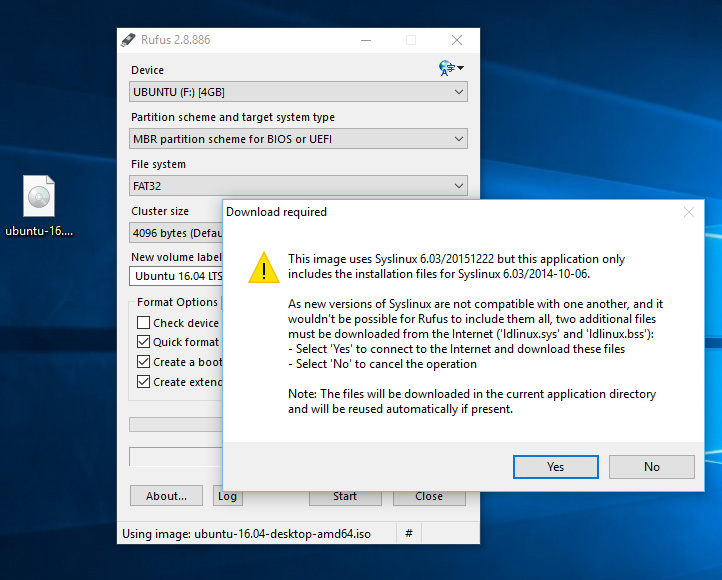 Rufus 2.8.886
Device
UBUNTU (F:) [4GB]
Partition scheme and target system type
MBR partition scheme for BIOS or UEFI
File system
FAT32
Cluster size
4096 bytes (Defau
New volume label
Ubuntu 16.04 LTS
Format Options
Check device
Quick format
Create a boot
Create exten
About...
Log
Start
Close
Using image: ubuntu-16.04-desktop-amd64.iso
#
ubuntu-16....
Download required
This image uses Syslinux 6.03/20151222 but this application only
includes the installation files for Syslinux 6.03/2014-10-06.
As new versions of Syslinux are not compatible with one another, and it
wouldn't be possible for Rufus to include them all, two additional files
must be downloaded from the Internet ('ldlinux.sys' and 'ldlinux.bss'):
- Select 'Yes' to connect to the Internet and download these files
- Select 'No' to cancel the operation
Note: The files will be downloaded in the current application directory
and will be reused automatically if present.
Yes
No